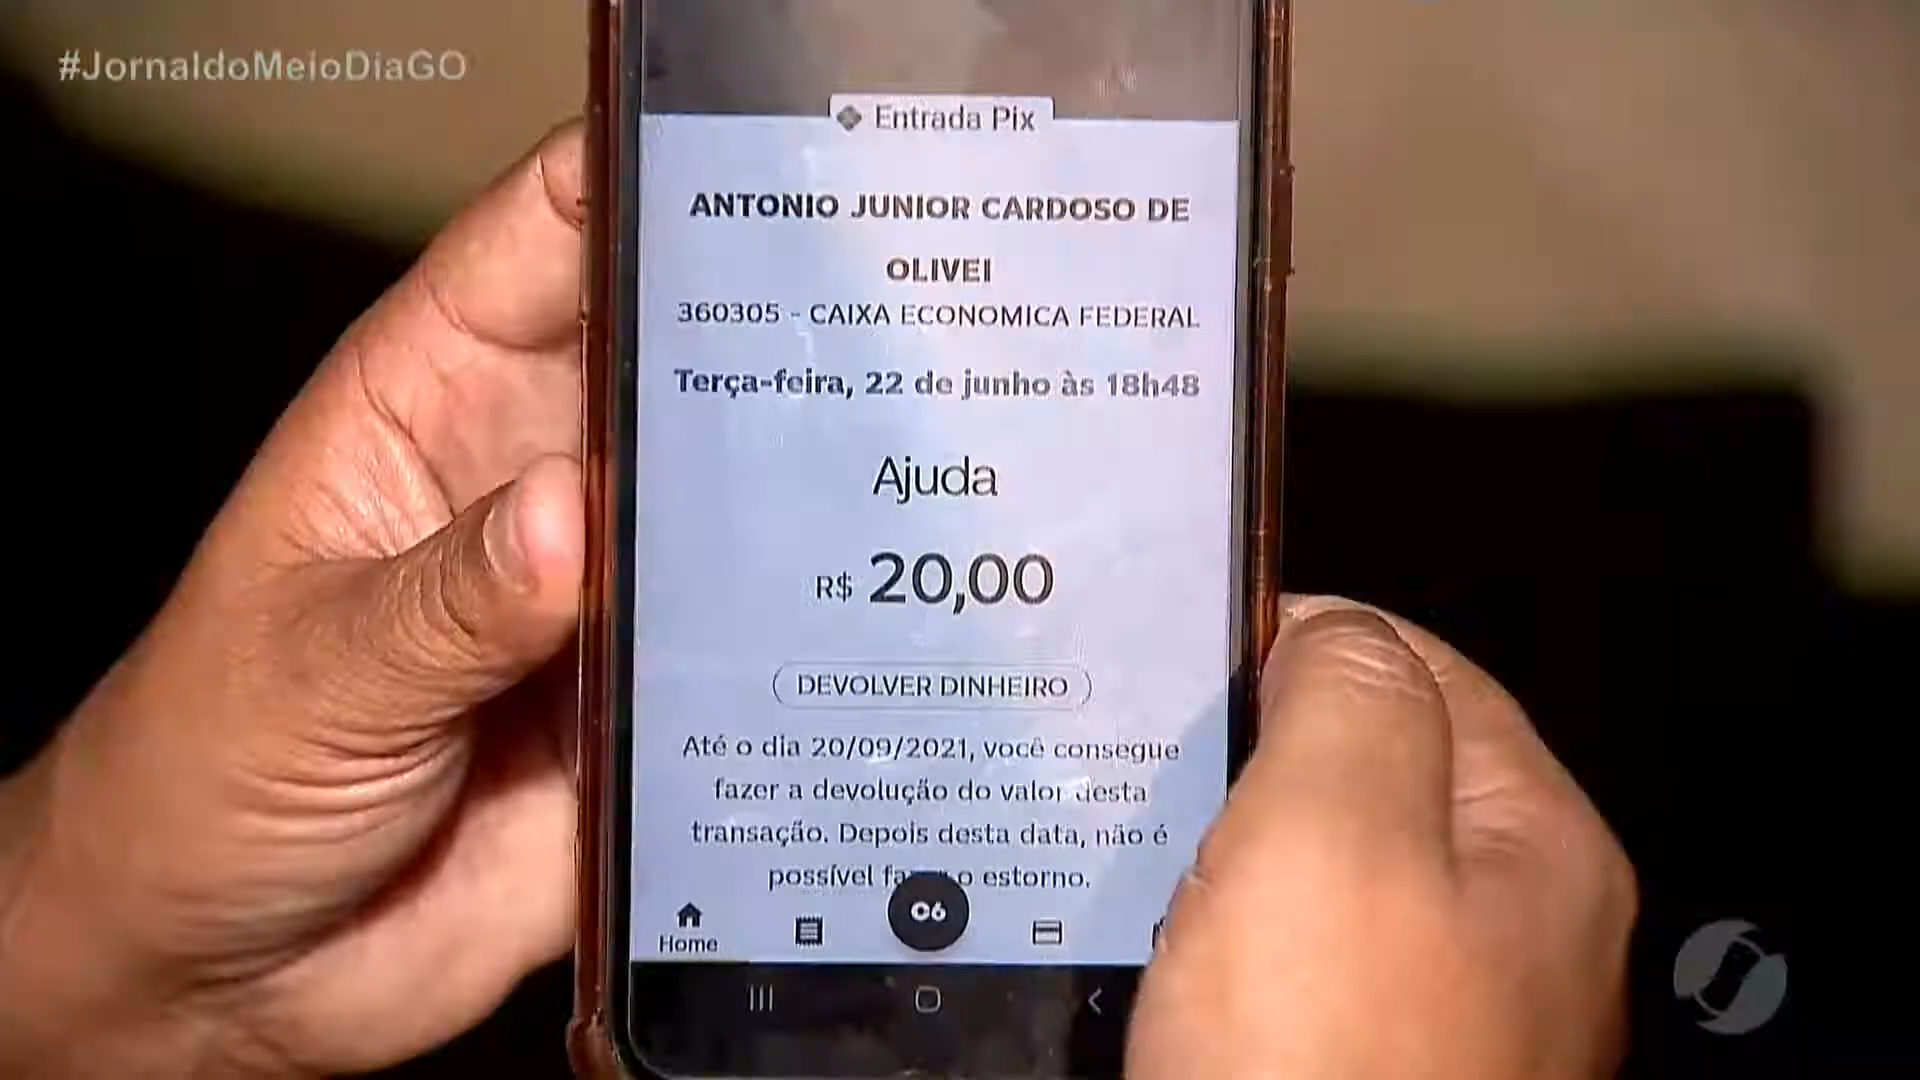 #JornaldoMeioDiaGO
Entrada Pix
ANTONIO JUNIOR CARDOSO DE
OLIVEI
360305 - CAIXA ECONOMICA FEDERAL
Terça-feira, 22 de junho às 18h48
Ajuda
R$ 20,00
DEVOLVER DINHEIRO
Até o dia 20/09/2021, você consegue
fazer a devolução do valor desta
transação. Depois desta data, não é
possível o estorno.
C6
Home